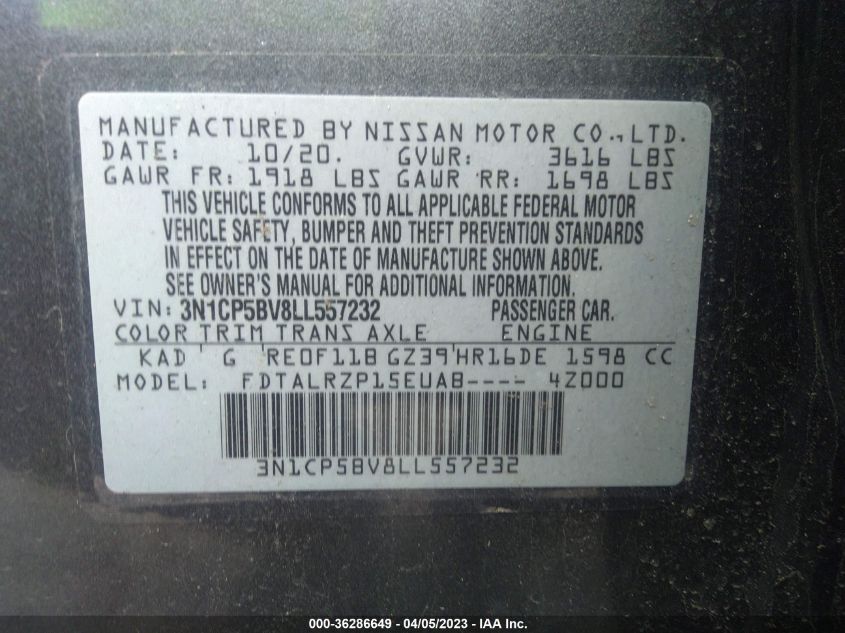 MANUFACTURED BY NISSAN MOTOR CO.,LTD.
DATE: 10/20. GVWR: 3616 LBS
GAWR FR: 1918 LBS GAWR RR: 1698 LBS
THIS VEHICLE CONFORMS TO ALL APPLICABLE FEDERAL MOTOR
VEHICLE SAFETY, BUMPER AND THEFT PREVENTION STANDARDS
IN EFFECT ON THE DATE OF MANUFACTURE SHOWN ABOVE.
SEE OWNER'S MANUAL FOR ADDITIONAL INFORMATION.
VIN: 3N1CP5BV8LL557232 PASSENGER CAR.
COLOR TRIM TRANS AXLE ENGINE
KAD G RE0F11B GZ39 HR16DE 1598 CC
MODEL: FDTALRZP15EUAB---- 4Z000
3N1CP5BV8LL557232
000-36286649 - 04/05/2023 - IAA Inc.